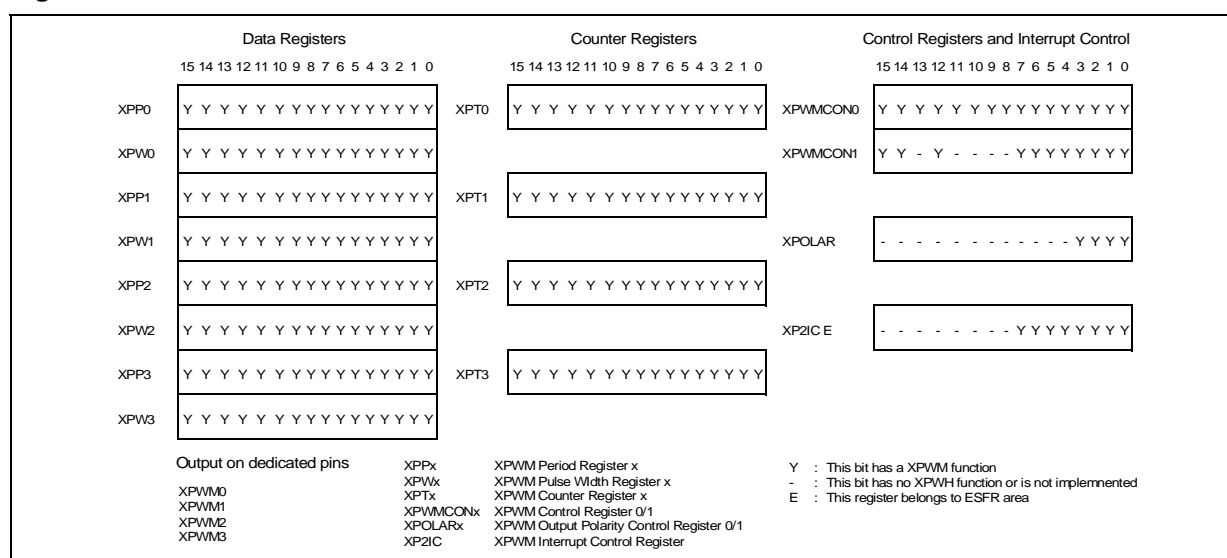 Data Registers Counter Registers Control Registers and Interrupt Control
15 14 13 12 11 10 9 8 7 6 5 4 3 2 1 0 15 14 13 12 11 10 9 8 7 6 5 4 3 2 1 0 15 14 13 12 11 10 9 8 7 6 5 4 3 2 1 0
XPP0 Y Y Y Y Y Y Y Y Y Y Y Y Y Y Y Y XPT0 Y Y Y Y Y Y Y Y Y Y Y Y Y Y Y Y XPWMCON0 Y Y Y Y Y Y Y Y Y Y Y Y Y Y Y Y
XPW0 Y Y Y Y Y Y Y Y Y Y Y Y Y Y Y Y XPWMCON1 Y Y - Y - - - - Y Y Y Y Y Y Y Y
XPP1 Y Y Y Y Y Y Y Y Y Y Y Y Y Y Y Y XPT1 Y Y Y Y Y Y Y Y Y Y Y Y Y Y Y Y
XPW1 Y Y Y Y Y Y Y Y Y Y Y Y Y Y Y Y XPOLAR - - - - - - - - - - - - Y Y Y Y
XPP2 Y Y Y Y Y Y Y Y Y Y Y Y Y Y Y Y XPT2 Y Y Y Y Y Y Y Y Y Y Y Y Y Y Y Y
XPW2 Y Y Y Y Y Y Y Y Y Y Y Y Y Y Y Y XP2IC E - - - - - - - - Y Y Y Y Y Y Y Y
XPP3 Y Y Y Y Y Y Y Y Y Y Y Y Y Y Y Y XPT3 Y Y Y Y Y Y Y Y Y Y Y Y Y Y Y Y
XPW3 Y Y Y Y Y Y Y Y Y Y Y Y Y Y Y Y
Output on dedicated pins
XPWM0
XPWM1
XPWM2
XPWM3
XPPx XPWM Period Register x
XPWx XPWM Pulse Width Register x
XPTx XPWM Counter Register x
XPWMCONx XPWM Control Register 0/1
XPOLARx XPWM Output Polarity Control Register 0/1
XP2IC XPWM Interrupt Control Register
Y : This bit has a XPWM function
- : This bit has no XPWH function or is not implemnented
E : This register belongs to ESFR area